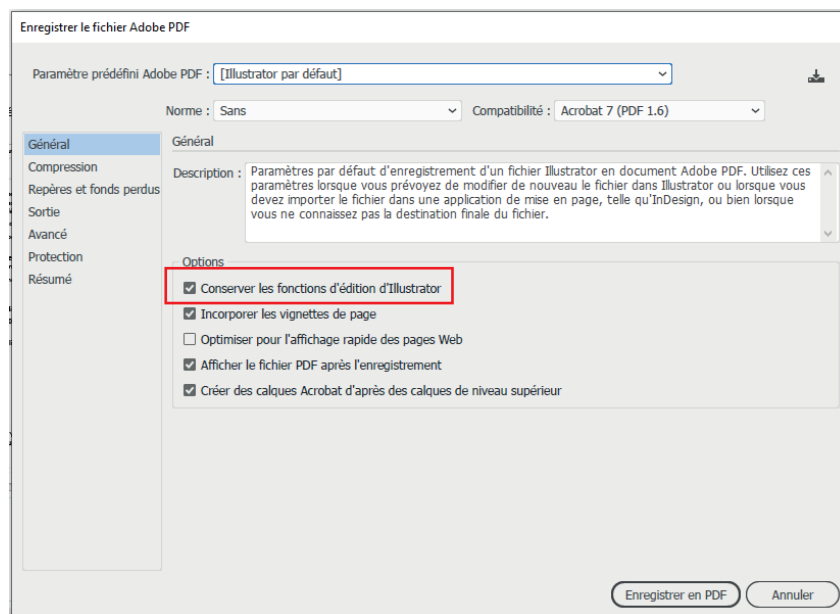 Enregistrer le fichier Adobe PDF
Paramètre prédéfini Adobe PDF : [Illustrator par défaut]
Norme : Sans Compatibilité : Acrobat 7 (PDF 1.6)
Général
Compression
Repères et fonds perdus
Sortie
Avancé
Protection
Résumé
Général
Description : Paramètres par défaut d'enregistrement d'un fichier Illustrator en document Adobe PDF. Utilisez ces
paramètres lorsque vous prévoyez de modifier de nouveau le fichier dans Illustrator ou lorsque vous
devez importer le fichier dans une application de mise en page, telle qu'InDesign, ou bien lorsque
vous ne connaissez pas la destination finale du fichier.
Options
Conserver les fonctions d'édition d'Illustrator
Incorporer les vignettes de page
Optimiser pour l'affichage rapide des pages Web
Afficher le fichier PDF après l'enregistrement
Créer des calques Acrobat d'après des calques de niveau supérieur
Enregistrer en PDF Annuler